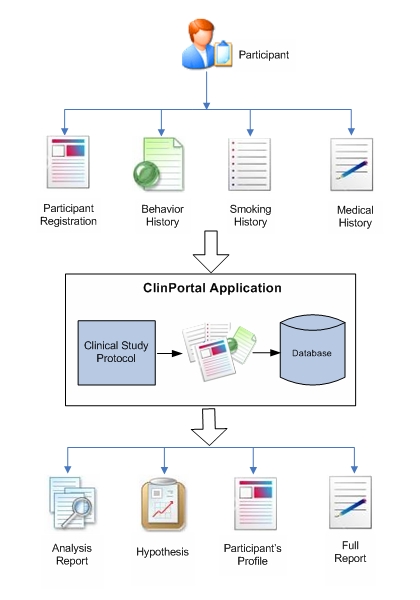 Participant
Participant
Registration
Behavior
History
Smoking
History
Medical
History
ClinPortal Application
Clinical Study
Protocol
Database
Analysis
Report
Hypothesis
Participant's
Profile
Full
Report